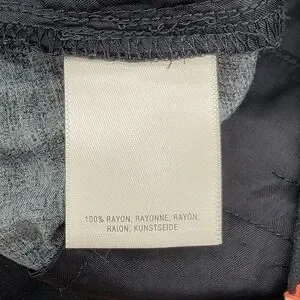 100% RAYON, RAYONNE, RAYÓN,
RAION, KUNSTSEIDE